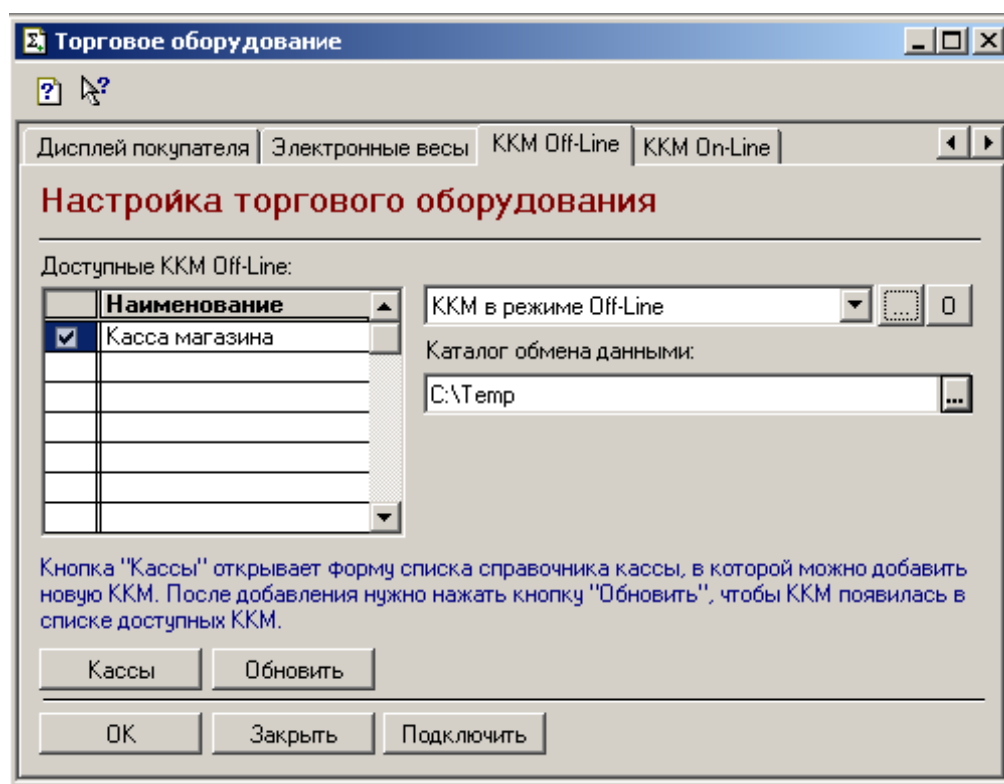 Торговое оборудование
Дисплей покупателя Электронные весы ККМ Off-Line ККМ On-Line
Настройка торгового оборудования
Доступные ККМ Off-Line:
Наименование
Касса магазина
ККМ в режиме Off-Line ... О
Каталог обмена данными:
C:\Temp ...
Кнопка "Кассы" открывает форму списка справочника кассы, в которой можно добавить
новую ККМ. После добавления нужно нажать кнопку "Обновить", чтобы ККМ появилась в
списке доступных ККМ.
Кассы Обновить
OK Закрыть Подключить